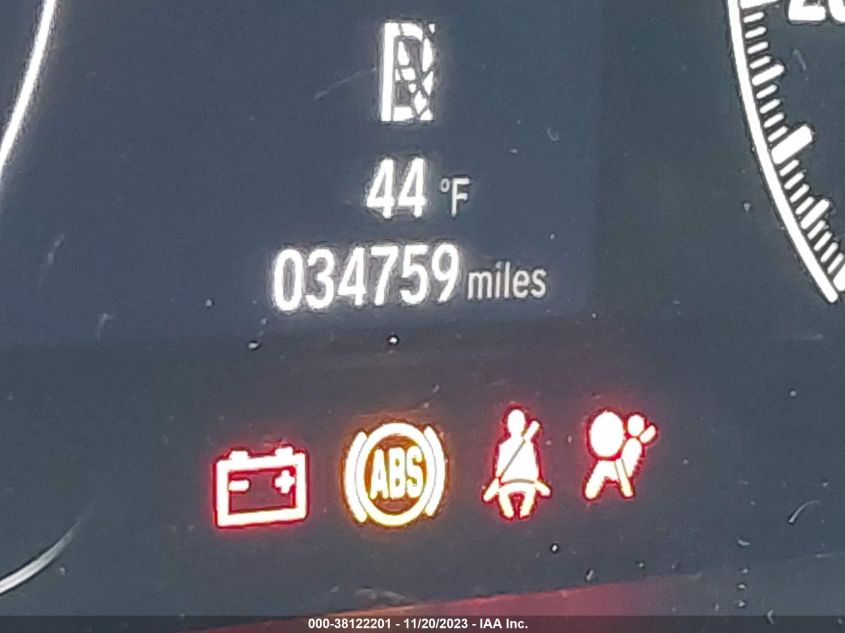 44 °F
034759 miles
ABS
000-38122201 - 11/20/2023 - IAA Inc.